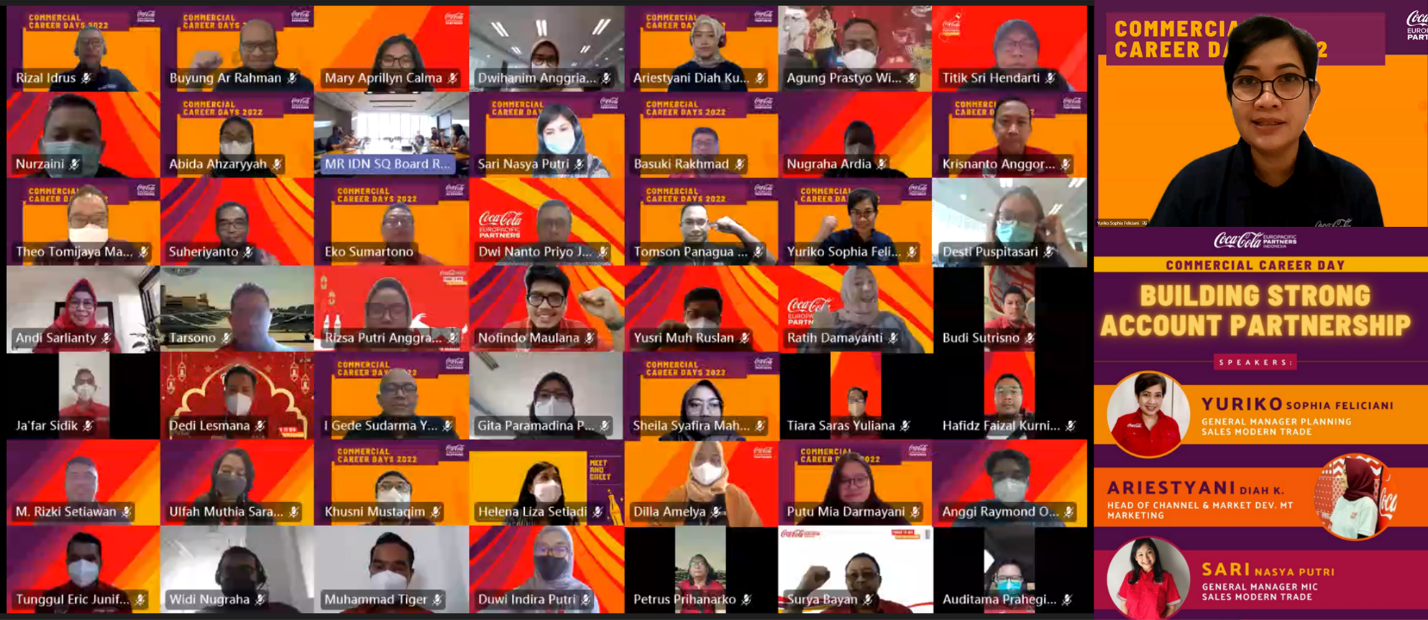 Rizal Idrus
Buyung Ar Rahman
Mary Aprillyn Calma
Dwihanim Anggria...
Ariestyani Diah Ku...
Agung Prastyo Wi...
Titik Sri Hendarti
Nurzaini
Abida Ahzaryyah
MR IDN SQ Board R...
Sari Nasya Putri
Basuki Rakhmad
Nugraha Ardia
Krisnanto Anggor...
Theo Tomijaya Ma...
Suheriyanto
Eko Sumartono
Dwi Nanto Priyo J...
Tomson Panagua ...
Yuriko Sophia Feli...
Desti Puspitasari
Andi Sarlianty
Tarsono
Rizsa Putri Anggra...
Nofindo Maulana
Yusri Muh Ruslan
Ratih Damayanti
Budi Sutrisno
Ja'far Sidik
Dedi Lesmana
I Gede Sudarma Y...
Gita Paramadina P...
Sheila Syafira Mah...
Tiara Saras Yuliana
Hafidz Faizal Kurni...
M. Rizki Setiawan
Ulfah Muthia Sara...
Khusni Mustaqim
Helena Liza Setiadi
MEET
AND
GREET
Dilla Amelya
Putu Mia Darmayani
Anggi Raymond O...
Tunggul Eric Junif...
Widi Nugraha
Muhammad Tiger
Duwi Indira Putri
Petrus Prihanarko
Surya Bayan
Auditama Prahegi...
COMMERCIAL
CAREER DAYS 2022
Yuriko Sophia Feliciani
Coca-Cola EUROPACIFIC
PARTNERS
INDONESIA
COMMERCIAL CAREER DAY
BUILDING STRONG
ACCOUNT PARTNERSHIP
SPEAKERS:
YURIKO SOPHIA FELICIANI
GENERAL MANAGER PLANNING
SALES MODERN TRADE
ARIESTYANI DIAH K.
HEAD OF CHANNEL & MARKET DEV. MT
MARKETING
SARI NASYA PUTRI
GENERAL MANAGER MIC
SALES MODERN TRADE